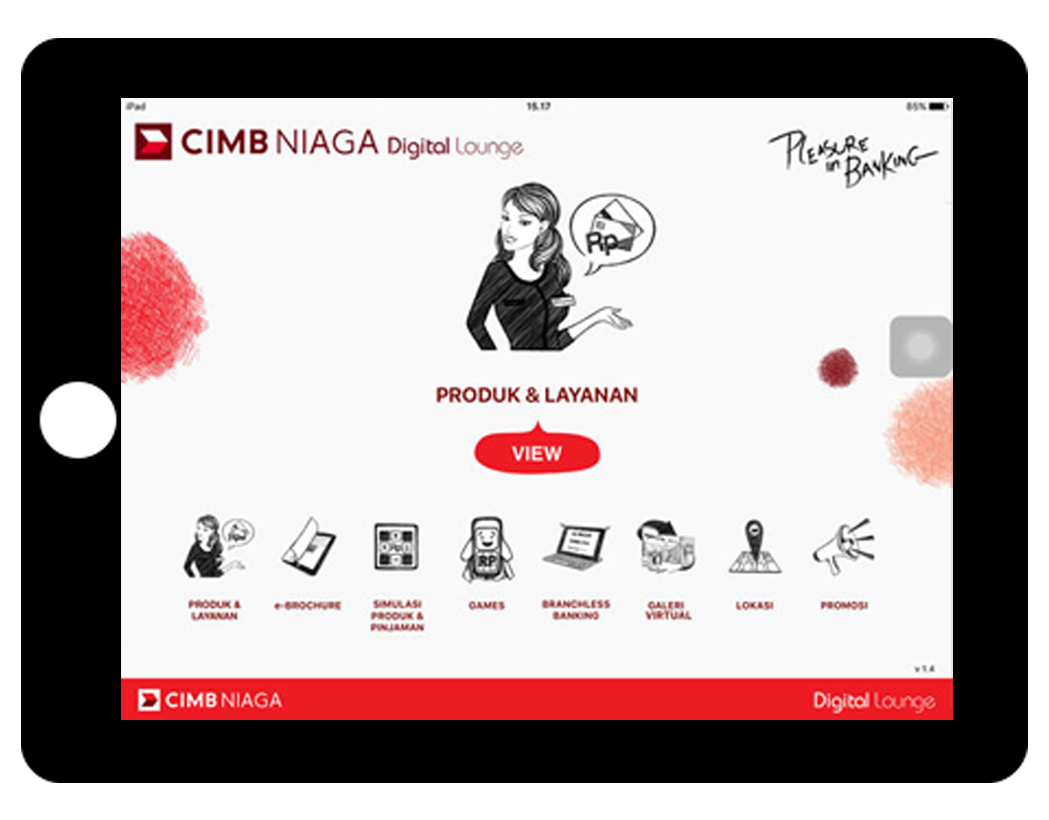 iPad 15.17 85%
CIMB NIAGA Digital Lounge
PLEASURE
in BANKING
Rp
PRODUK & LAYANAN
VIEW
RP
PRODUK &
LAYANAN
e-BROCHURE
SIMULASI
PRODUK &
PINJAMAN
GAMES
BRANCHLESS
BANKING
GALERI
VIRTUAL
LOKASI
PROMOSI
v 1.4
CIMB NIAGA Digital Lounge